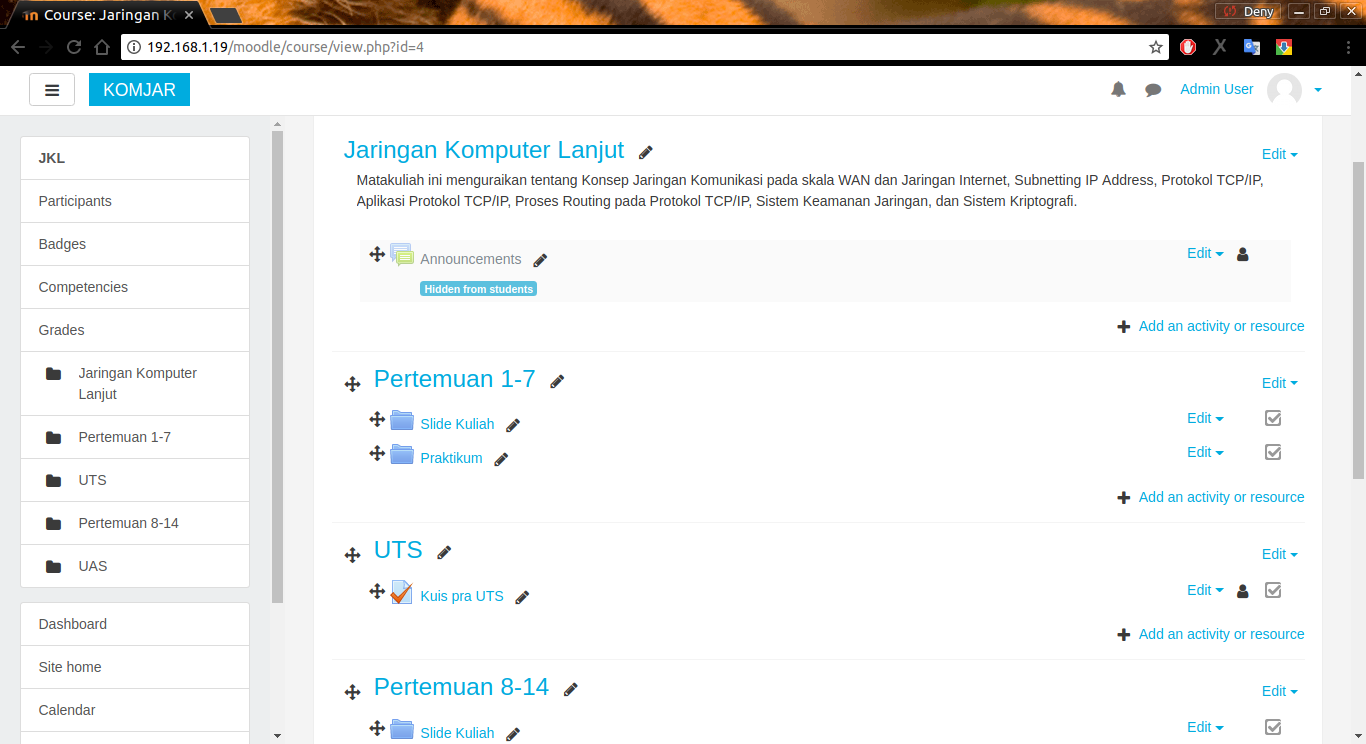 Course: Jaringan K
Deny
192.168.1.19/moodle/course/view.php?id=4
KOMJAR
Admin User
JKL
Participants
Badges
Competencies
Grades
Jaringan Komputer
Lanjut
Pertemuan 1-7
UTS
Pertemuan 8-14
UAS
Dashboard
Site home
Calendar
Jaringan Komputer Lanjut
Edit
Matakuliah ini menguraikan tentang Konsep Jaringan Komunikasi pada skala WAN dan Jaringan Internet, Subnetting IP Address, Protokol TCP/IP,
Aplikasi Protokol TCP/IP, Proses Routing pada Protokol TCP/IP, Sistem Keamanan Jaringan, dan Sistem Kriptografi.
Announcements
Edit
Hidden from students
Add an activity or resource
Pertemuan 1-7
Edit
Slide Kuliah
Edit
Praktikum
Edit
Add an activity or resource
UTS
Edit
Kuis pra UTS
Edit
Add an activity or resource
Pertemuan 8-14
Edit
Slide Kuliah
Edit